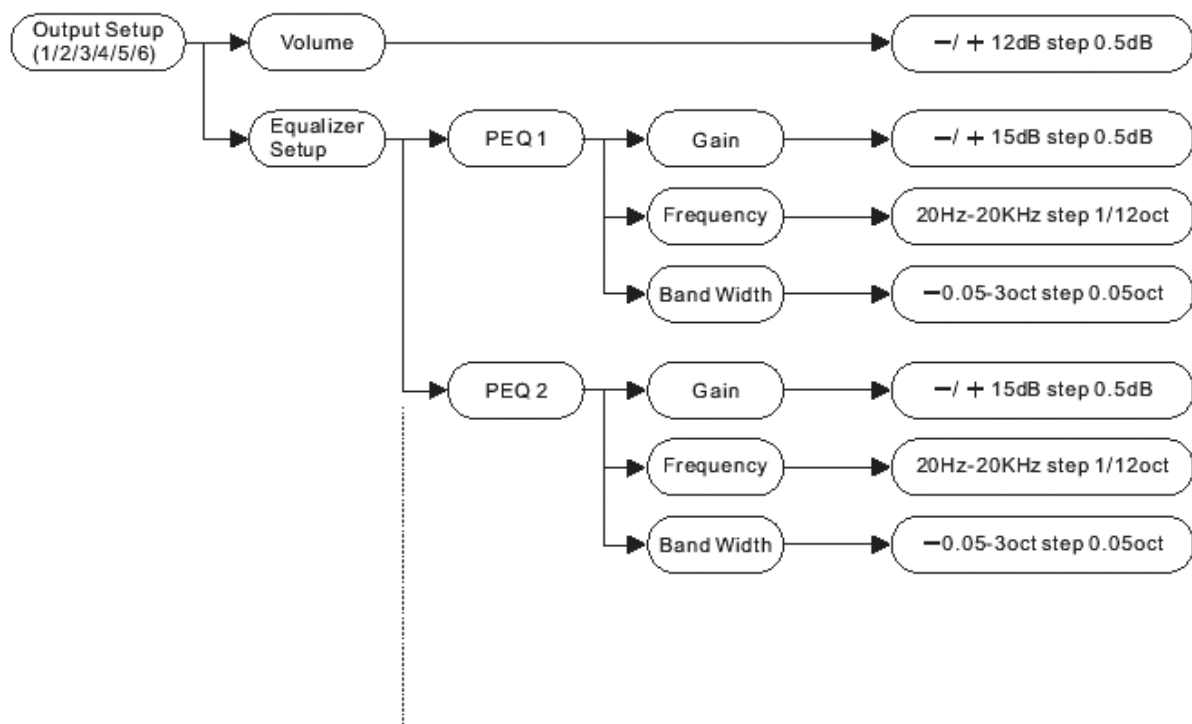 Output Setup
(1/2/3/4/5/6)
Volume
−/ + 12dB step 0.5dB
Equalizer
Setup
PEQ 1
Gain
−/ + 15dB step 0.5dB
Frequency
20Hz-20KHz step 1/12oct
Band Width
−0.05-3oct step 0.05oct
PEQ 2
Gain
−/ + 15dB step 0.5dB
Frequency
20Hz-20KHz step 1/12oct
Band Width
−0.05-3oct step 0.05oct